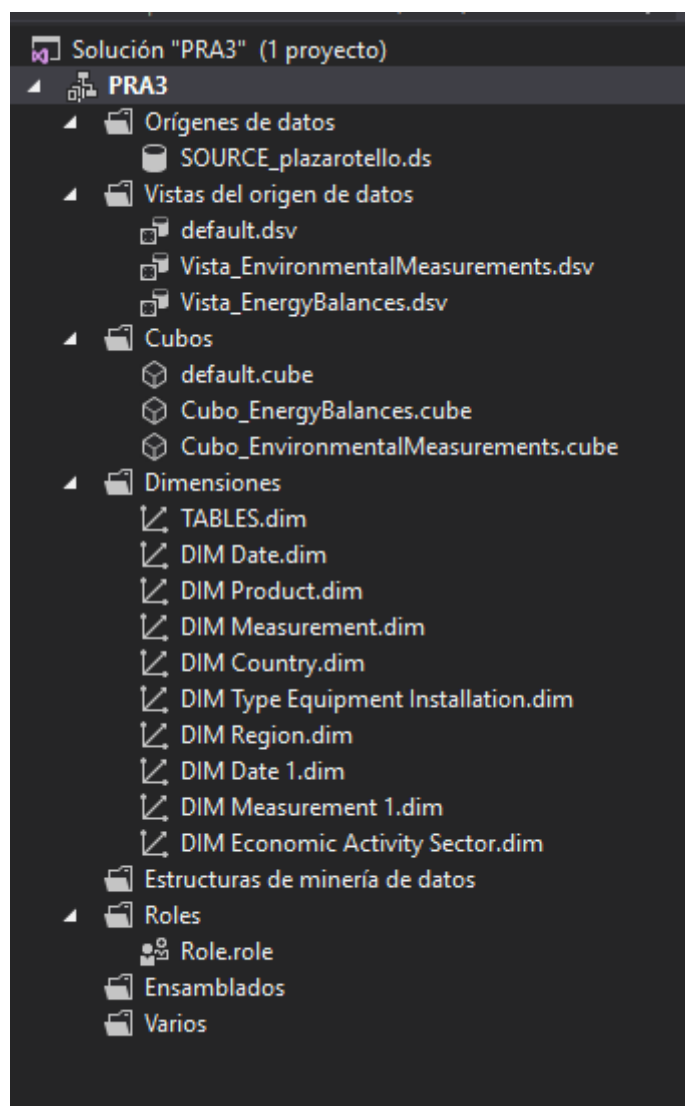 Solución "PRA3" (1 proyecto)
PRA3
Orígenes de datos
SOURCE_plazarotello.ds
Vistas del origen de datos
default.dsv
Vista_EnvironmentalMeasurements.dsv
Vista_EnergyBalances.dsv
Cubos
default.cube
Cubo_EnergyBalances.cube
Cubo_EnvironmentalMeasurements.cube
Dimensiones
TABLES.dim
DIM Date.dim
DIM Product.dim
DIM Measurement.dim
DIM Country.dim
DIM Type Equipment Installation.dim
DIM Region.dim
DIM Date 1.dim
DIM Measurement 1.dim
DIM Economic Activity Sector.dim
Estructuras de minería de datos
Roles
Role.role
Ensamblados
Varios